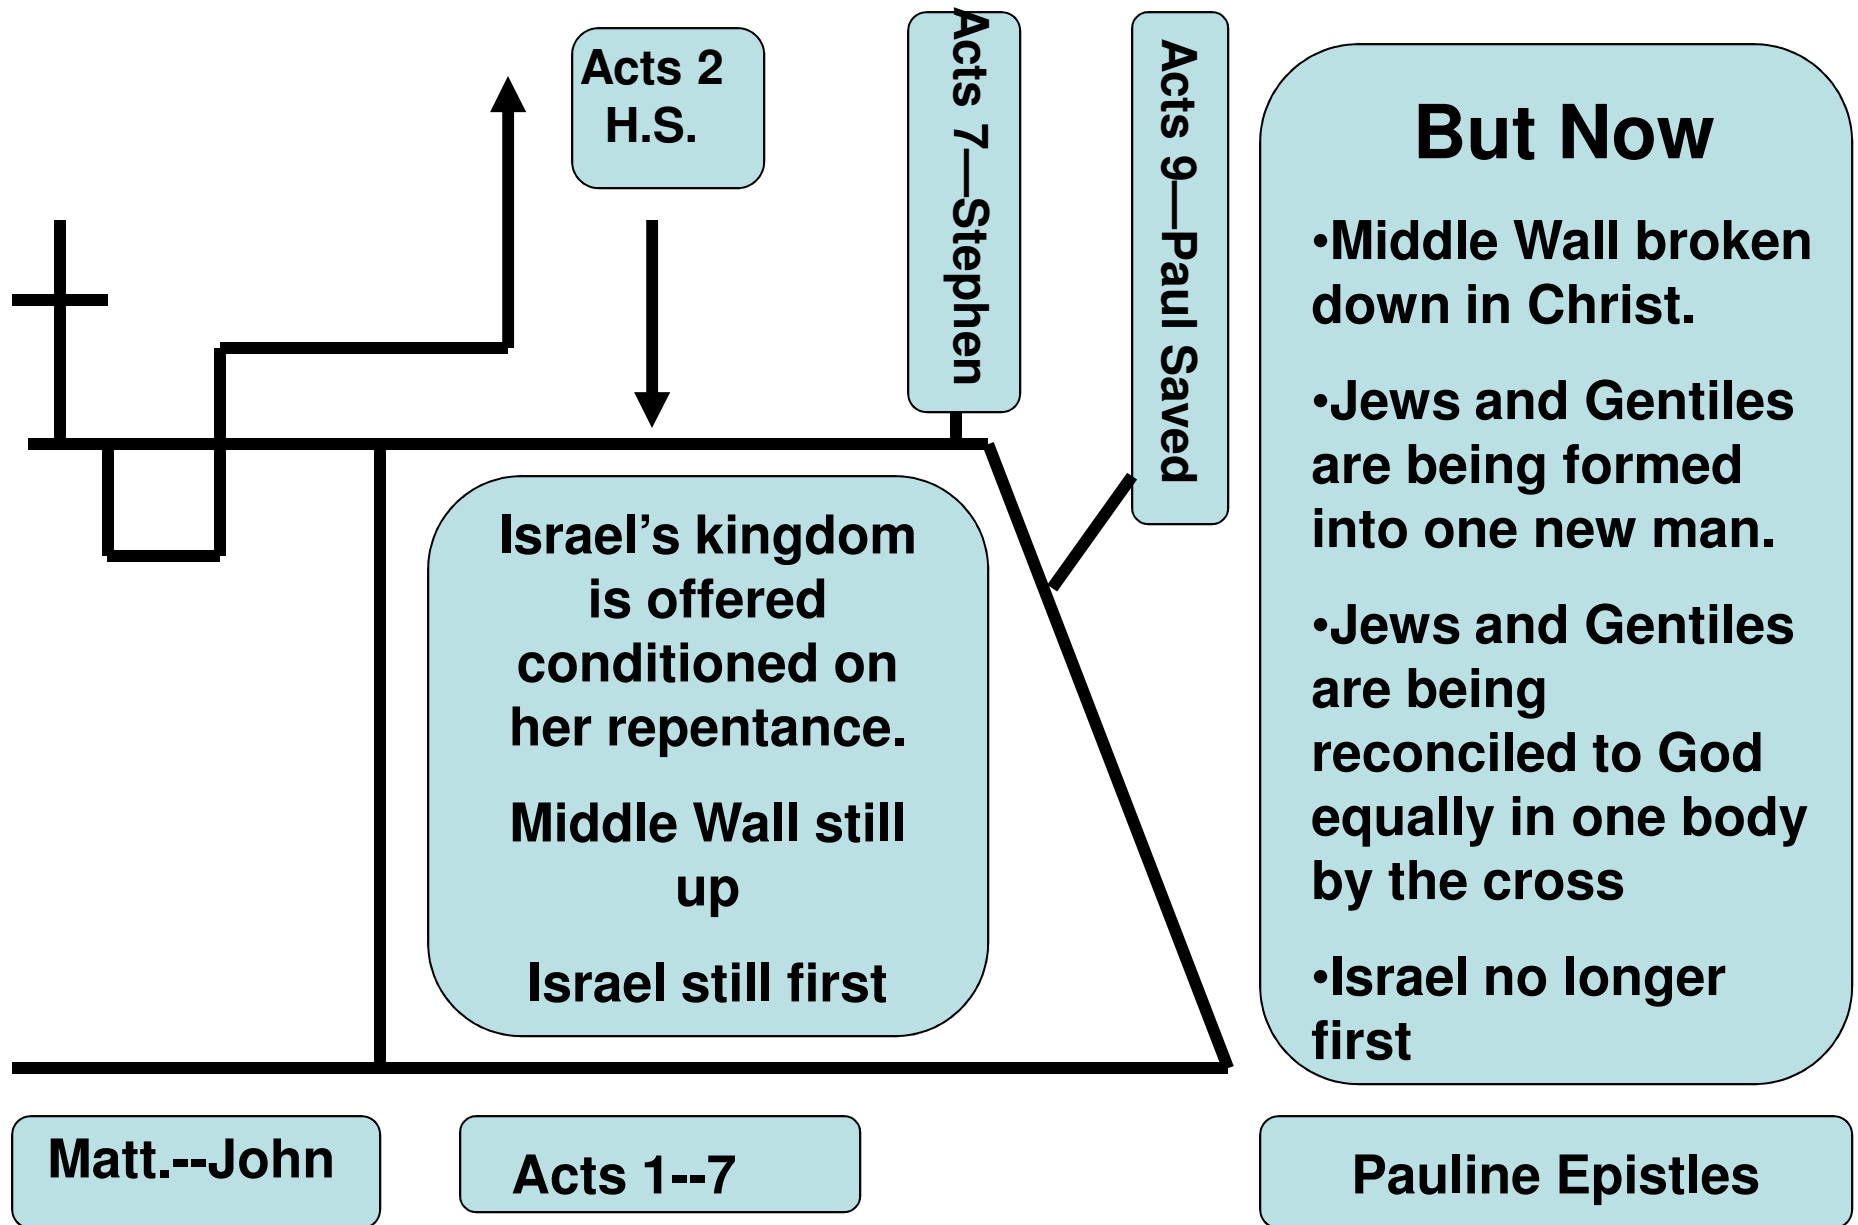 Acts 2
H.S.
Acts 7—Stephen
Acts 9—Paul Saved
But Now
•Middle Wall broken
down in Christ.
•Jews and Gentiles
are being formed
into one new man.
•Jews and Gentiles
are being
reconciled to God
equally in one body
by the cross
•Israel no longer
first
Israel’s kingdom
is offered
conditioned on
her repentance.
Middle Wall still
up
Israel still first
Matt.--John
Acts 1--7
Pauline Epistles